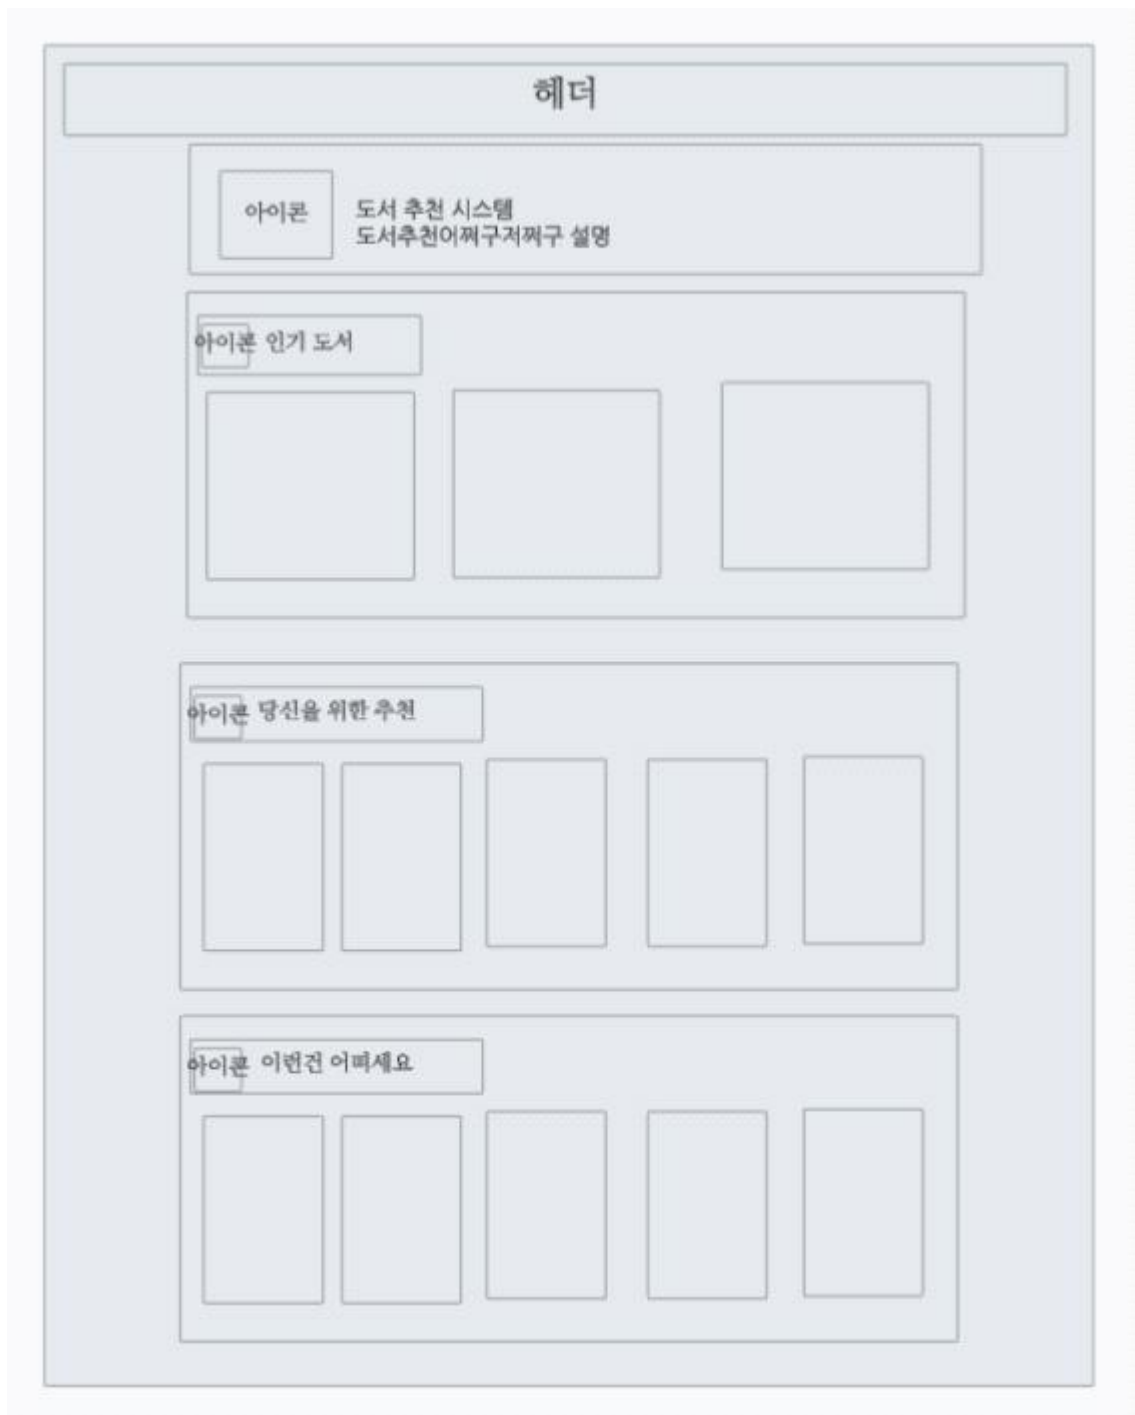 헤더
아이콘
도서 추천 시스템
도서추천어쩌구저쩌구 설명
아이콘 인기 도서
아이콘 당신을 위한 추천
아이콘 이런건 어떠세요